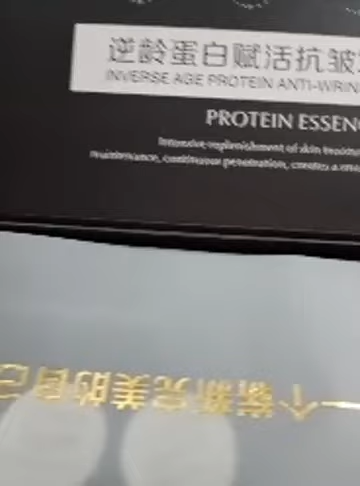 逆龄蛋白赋活抗皱
INVERSE AGE PROTEIN ANTI-WRIN
PROTEIN ESSENC
Intensive replenishment of skin
maintenance, continuous penetration, creates a
一个崭新完美的自己